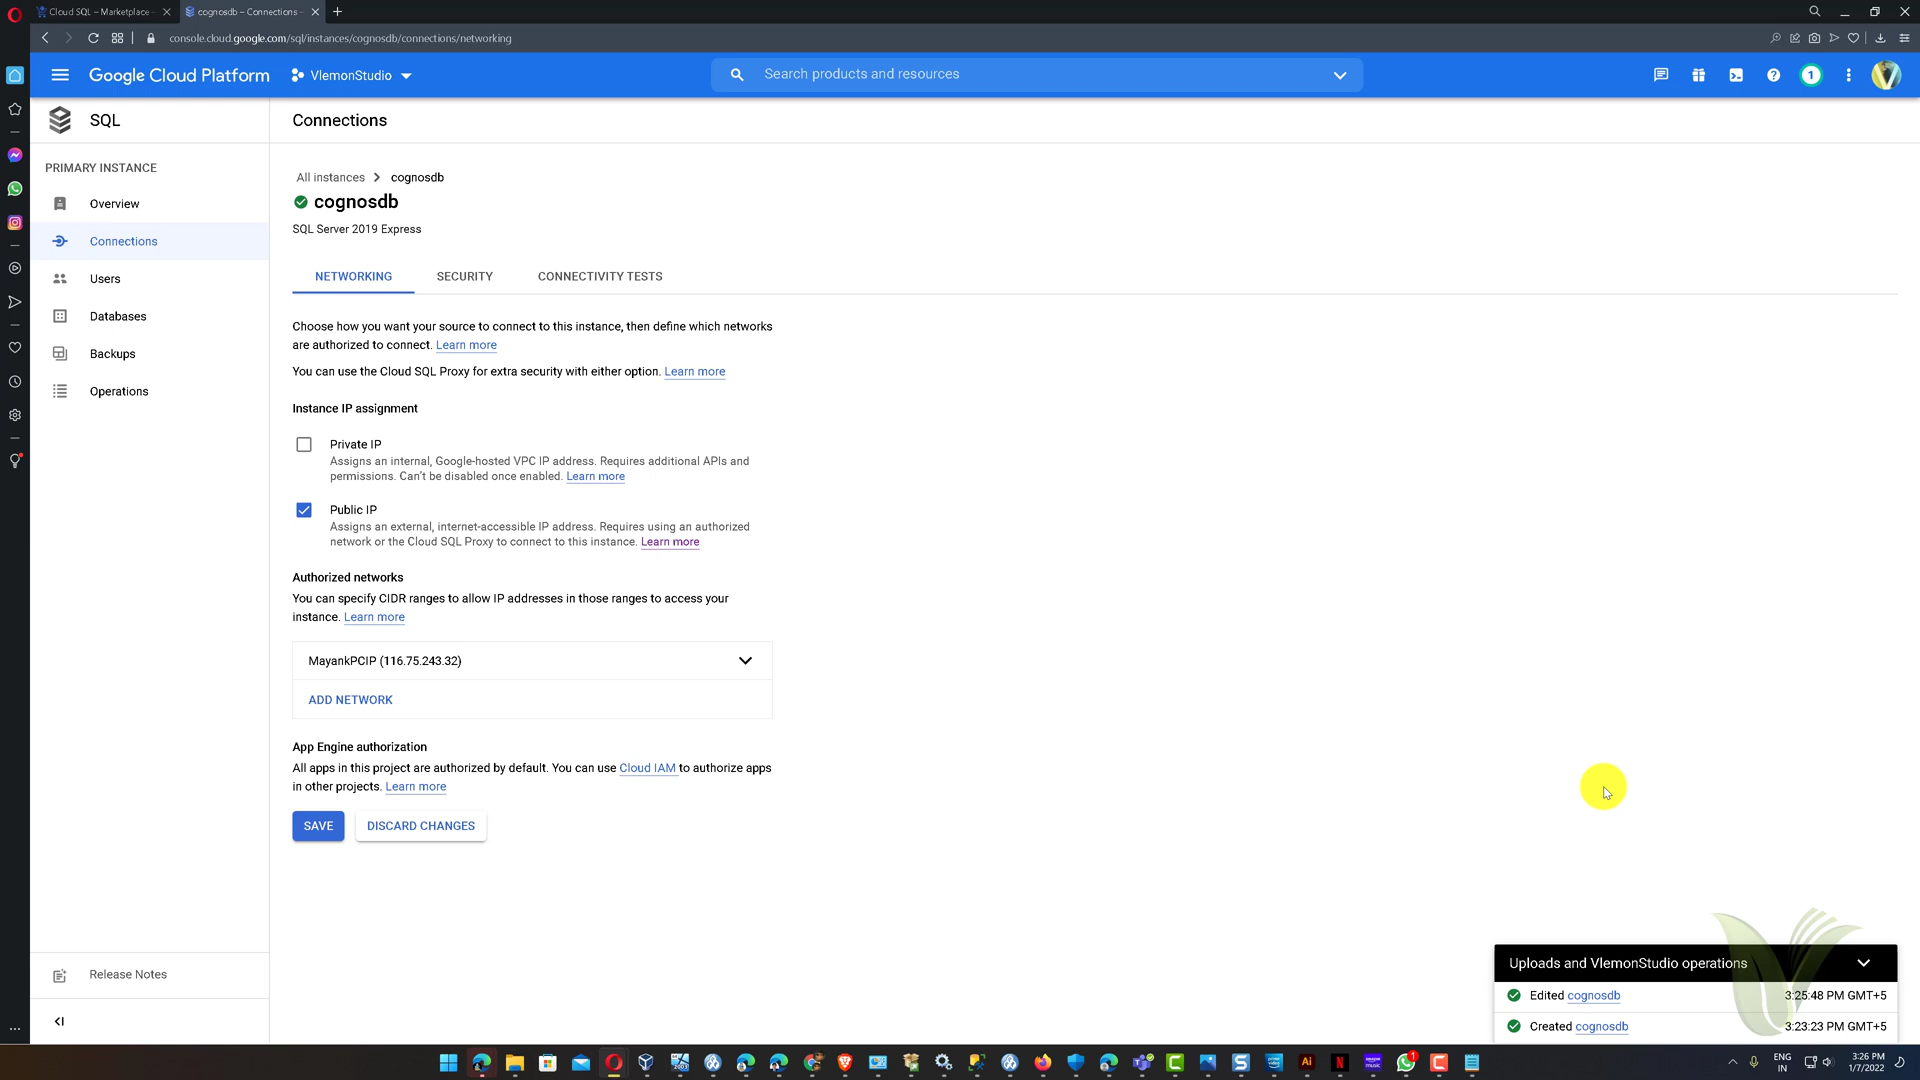 Cloud SQL – Marketplace –
cognosdb – Connections –
console.cloud.google.com/sql/instances/cognosdb/connections/networking
Google Cloud Platform
VlemonStudio
Search products and resources
1
SQL
Connections
PRIMARY INSTANCE
Overview
Connections
Users
Databases
Backups
Operations
Release Notes
All instances
cognosdb
cognosdb
SQL Server 2019 Express
NETWORKING
SECURITY
CONNECTIVITY TESTS
Choose how you want your source to connect to this instance, then define which networks
are authorized to connect. Learn more
You can use the Cloud SQL Proxy for extra security with either option. Learn more
Instance IP assignment
Private IP
Assigns an internal, Google-hosted VPC IP address. Requires additional APIs and
permissions. Can't be disabled once enabled. Learn more
Public IP
Assigns an external, internet-accessible IP address. Requires using an authorized
network or the Cloud SQL Proxy to connect to this instance. Learn more
Authorized networks
You can specify CIDR ranges to allow IP addresses in those ranges to access your
instance. Learn more
MayankPCIP (116.75.243.32)
ADD NETWORK
App Engine authorization
All apps in this project are authorized by default. You can use Cloud IAM to authorize apps
in other projects. Learn more
SAVE
DISCARD CHANGES
Uploads and VlemonStudio operations
Edited cognosdb
3:25:48 PM GMT+5
Created cognosdb
3:23:23 PM GMT+5
ENG
IN
3:26 PM
1/7/2022